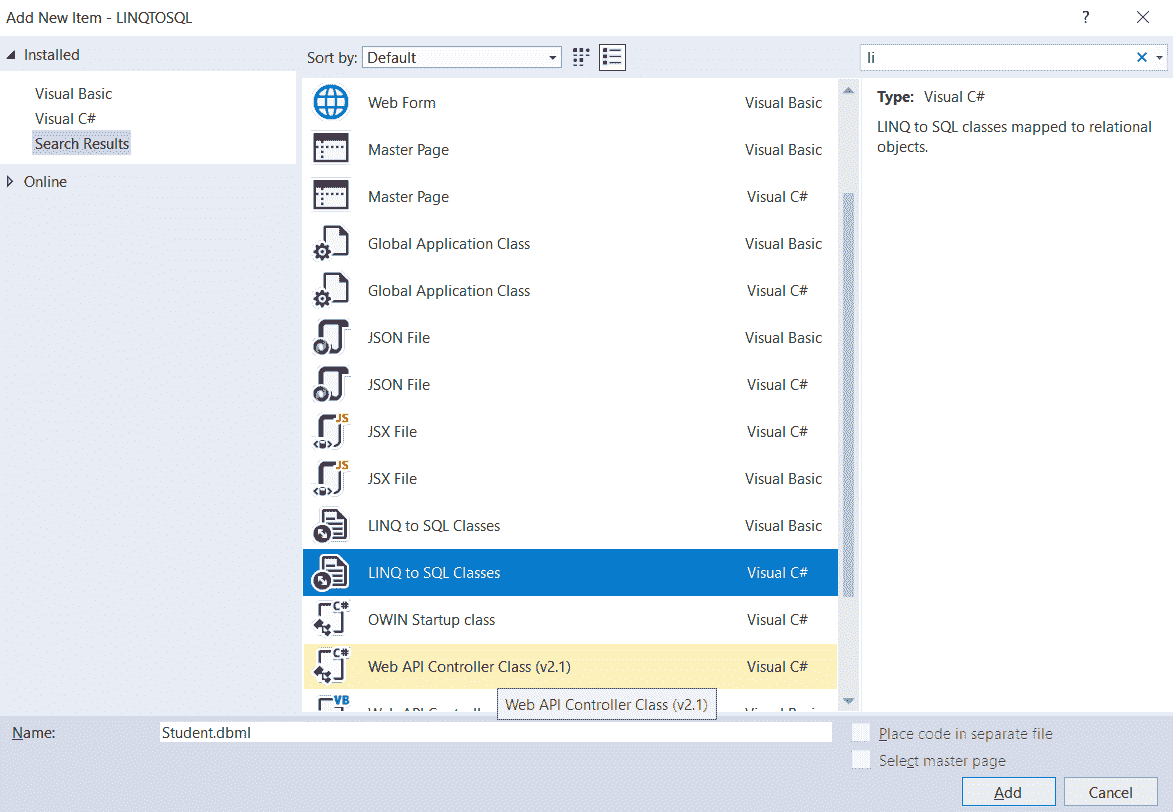 Add New Item - LINQTOSQL
?
Installed
Sort by: Default
li
Visual Basic
Visual C#
Search Results
Online
Web Form Visual Basic
Master Page Visual Basic
Master Page Visual C#
Global Application Class Visual Basic
Global Application Class Visual C#
JSON File Visual Basic
JSON File Visual C#
JS
JSX File Visual C#
JS
JSX File Visual Basic
LINQ to SQL Classes Visual Basic
LINQ to SQL Classes Visual C#
C#
OWIN Startup class Visual C#
C#
Web API Controller Class (v2.1) Visual C#
VB
Web API Controller Class (v2.1)
Type: Visual C#
LINQ to SQL classes mapped to relational
objects.
Name: Student.dbml
Place code in separate file
Select master page
Add Cancel